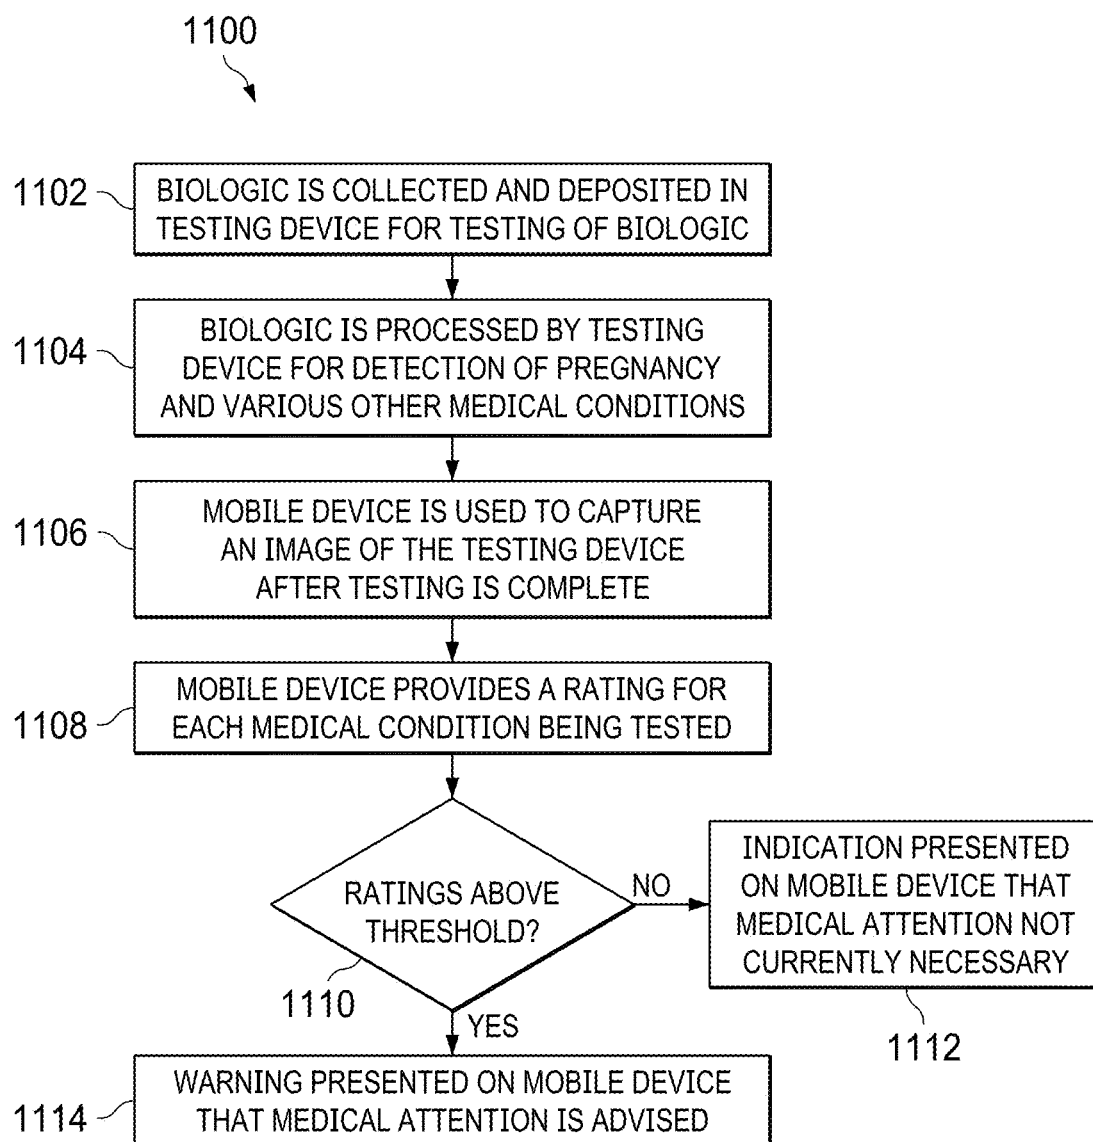 1100
1102
BIOLOGIC IS COLLECTED AND DEPOSITED IN
TESTING DEVICE FOR TESTING OF BIOLOGIC
1104
BIOLOGIC IS PROCESSED BY TESTING
DEVICE FOR DETECTION OF PREGNANCY
AND VARIOUS OTHER MEDICAL CONDITIONS
1106
MOBILE DEVICE IS USED TO CAPTURE
AN IMAGE OF THE TESTING DEVICE
AFTER TESTING IS COMPLETE
1108
MOBILE DEVICE PROVIDES A RATING FOR
EACH MEDICAL CONDITION BEING TESTED
RATINGS ABOVE
THRESHOLD?
1110
NO
INDICATION PRESENTED
ON MOBILE DEVICE THAT
MEDICAL ATTENTION NOT
CURRENTLY NECESSARY
1112
YES
1114
WARNING PRESENTED ON MOBILE DEVICE
THAT MEDICAL ATTENTION IS ADVISED